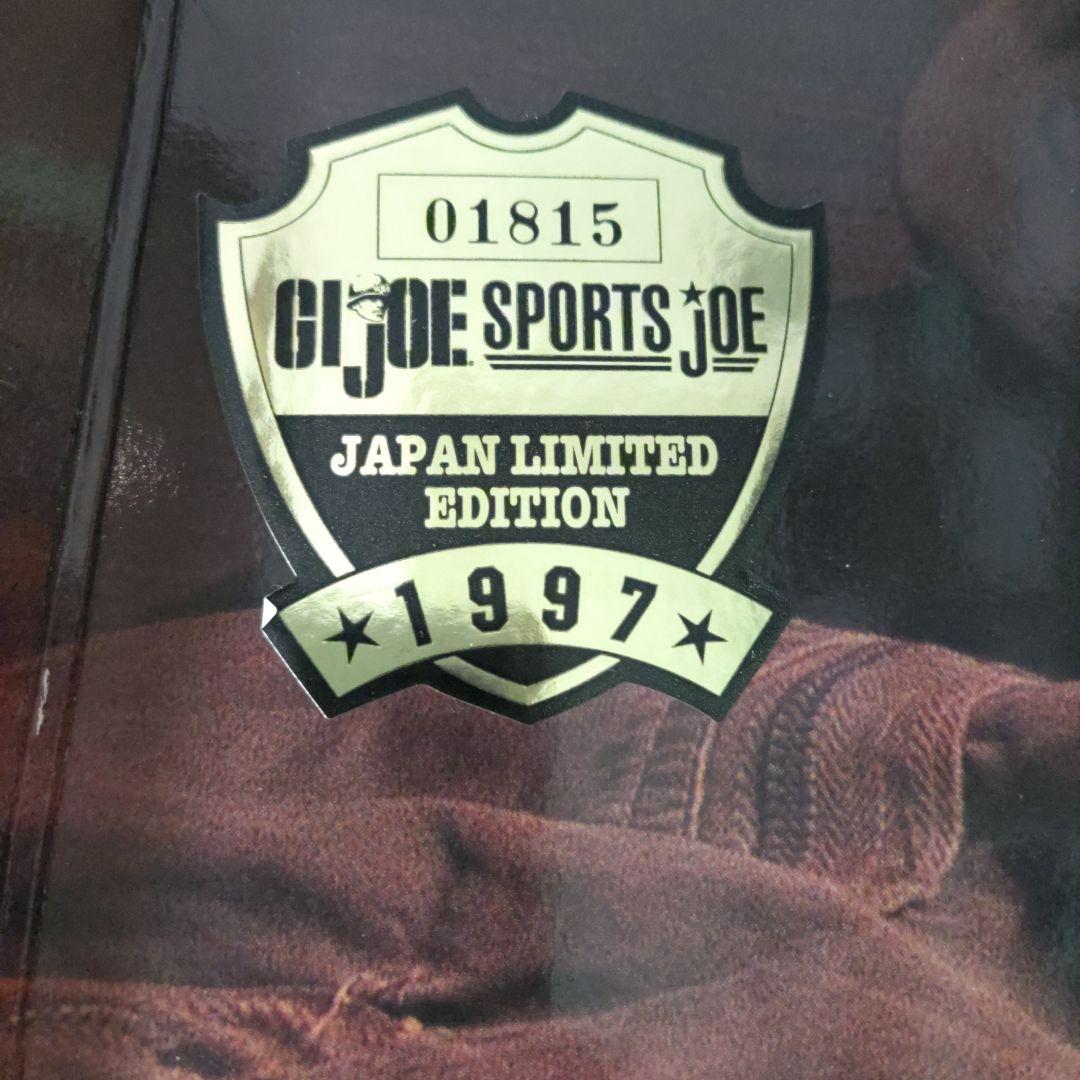 01815
GI JOE SPORTS JOE
JAPAN LIMITED
EDITION
1997